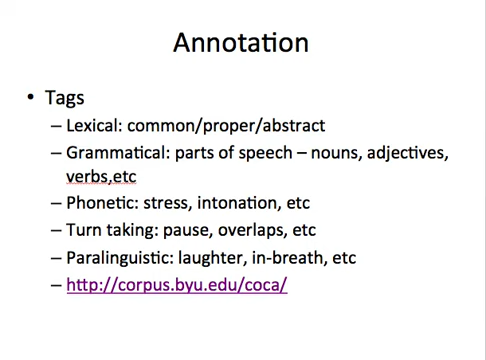 Annotation
• Tags
– Lexical: common/proper/abstract
– Grammatical: parts of speech – nouns, adjectives,
verbs,etc
– Phonetic: stress, intonation, etc
– Turn taking: pause, overlaps, etc
– Paralinguistic: laughter, in-breath, etc
– http://corpus.byu.edu/coca/